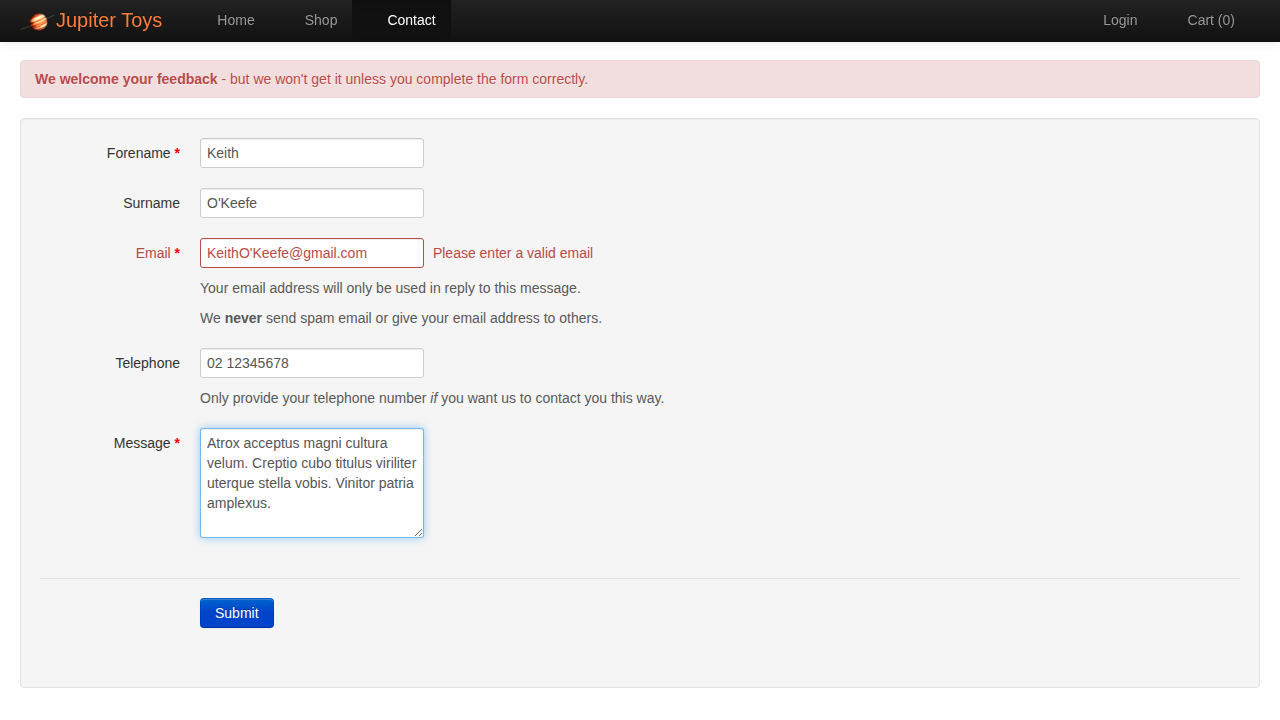 Jupiter Toys Home Shop Contact Login Cart (0)
We welcome your feedback - but we won't get it unless you complete the form correctly.
Forename * Keith
Surname O'Keefe
Email * KeithO'Keefe@gmail.com Please enter a valid email
Your email address will only be used in reply to this message.
We never send spam email or give your email address to others.
Telephone 02 12345678
Only provide your telephone number if you want us to contact you this way.
Message * Atrox acceptus magni cultura
velum. Creptio cubo titulus viriliter
uterque stella vobis. Vinitor patria
amplexus.
Submit